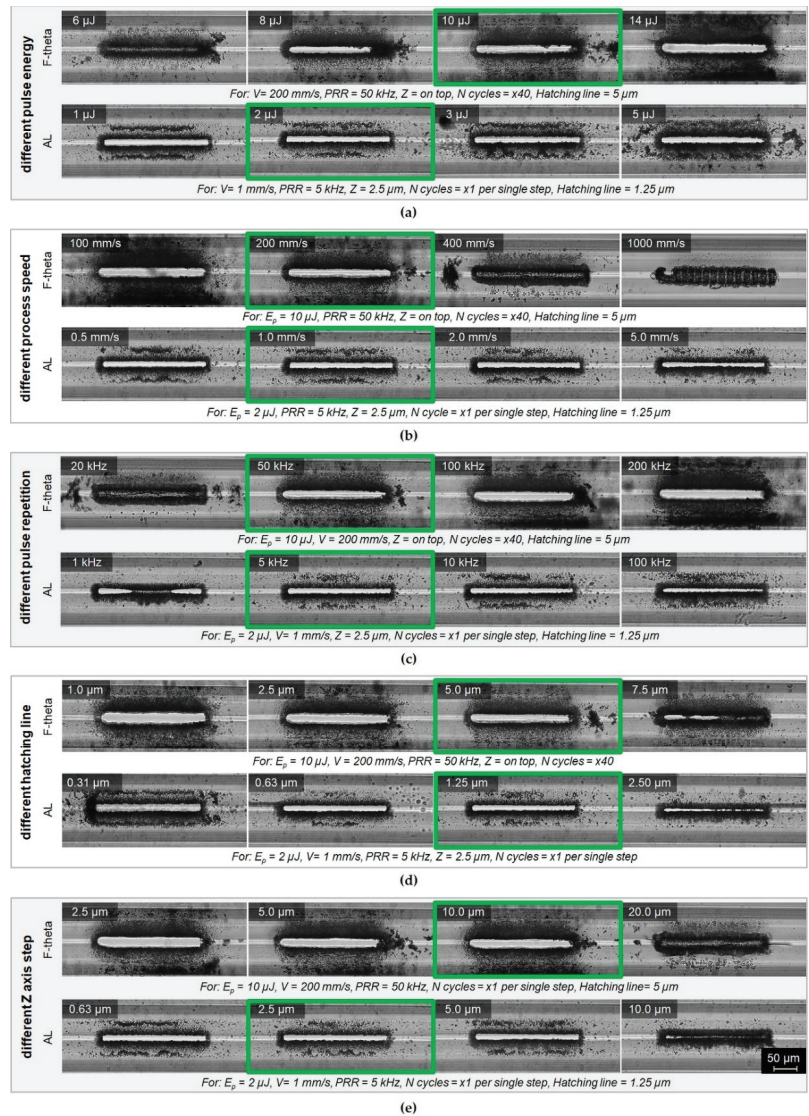 different pulse energy
F-theta
6 µJ
8 µJ
10 µJ
14 µJ
For: V= 200 mm/s, PRR = 50 kHz, Z = on top, N cycles = x40, Hatching line = 5 µm
AL
1 µJ
2 µJ
3 µJ
5 µJ
For: V= 1 mm/s, PRR = 5 kHz, Z = 2.5 µm, N cycles = x1 per single step, Hatching line = 1.25 µm
(a)
different process speed
F-theta
100 mm/s
200 mm/s
400 mm/s
1000 mm/s
For: Ep = 10 µJ, PRR = 50 kHz, Z = on top, N cycles = x40, Hatching line = 5 µm
AL
0.5 mm/s
1.0 mm/s
2.0 mm/s
5.0 mm/s
For: Ep = 2 µJ, PRR = 5 kHz, Z = 2.5 µm, N cycle = x1 per single step, Hatching line = 1.25 µm
(b)
different pulse repetition
F-theta
20 kHz
50 kHz
100 kHz
200 kHz
For: Ep = 10 µJ, V = 200 mm/s, Z = on top, N cycles = x40, Hatching line = 5 µm
AL
1 kHz
5 kHz
10 kHz
100 kHz
For: Ep = 2 µJ, V= 1 mm/s, Z = 2.5 µm, N cycles = x1 per single step, Hatching line = 1.25 µm
(c)
different hatching line
F-theta
1.0 µm
2.5 µm
5.0 µm
7.5 µm
For: Ep = 10 µJ, V = 200 mm/s, PRR = 50 kHz, Z = on top, N cycles = x40
AL
0.31 µm
0.63 µm
1.25 µm
2.50 µm
For: Ep = 2 µJ, V= 1 mm/s, PRR = 5 kHz, Z = 2.5 µm, N cycles = x1 per single step
(d)
different Z axis step
F-theta
2.5 µm
5.0 µm
10.0 µm
20.0 µm
For: Ep = 10 µJ, V = 200 mm/s, PRR = 50 kHz, N cycles = x1 per single step, Hatching line= 5 µm
AL
0.63 µm
2.5 µm
5.0 µm
10.0 µm
50 µm
For: Ep = 2 µJ, V= 1 mm/s, PRR = 5 kHz, N cycles = x1 per single step, Hatching line = 1.25 µm
(e)